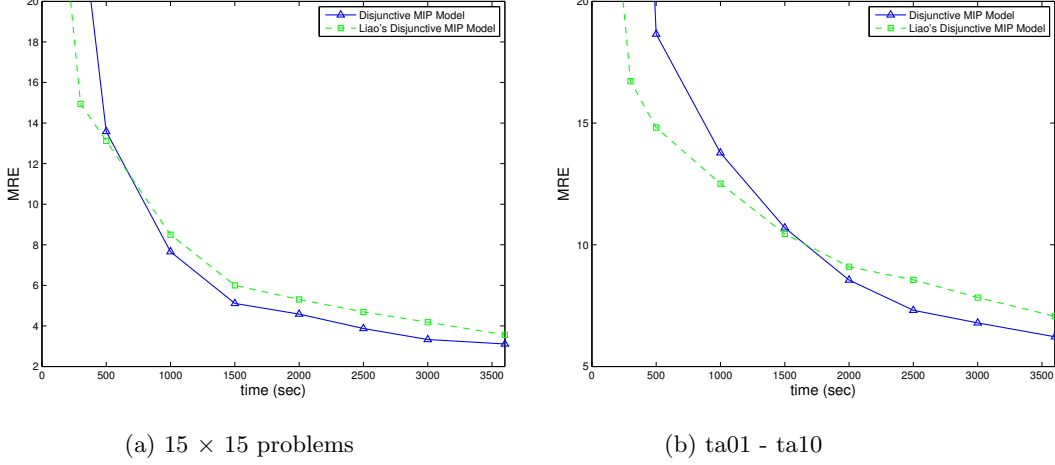 Disjunctive MIP Model
Liao's Disjunctive MIP Model
20
18
16
14
12
10
8
6
4
2
MRE
0 500 1000 1500 2000 2500 3000 3500
time (sec)
(a) 15 × 15 problems
Disjunctive MIP Model
Liao's Disjunctive MIP Model
20
15
10
5
MRE
0 500 1000 1500 2000 2500 3000 3500
time (sec)
(b) ta01 - ta10